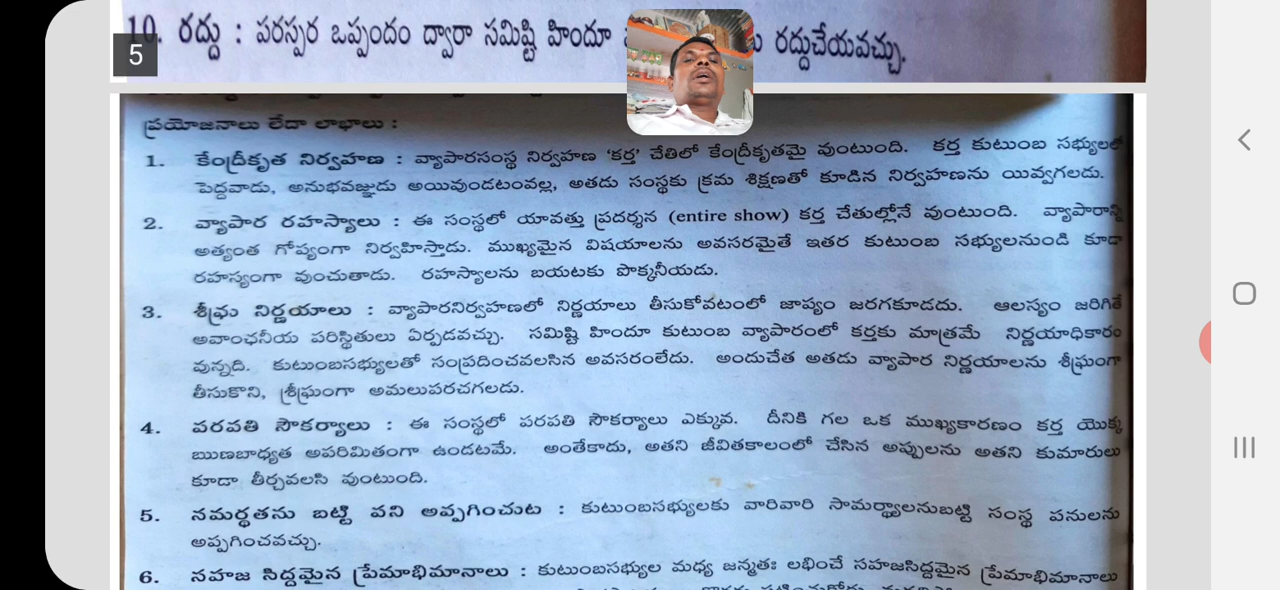 10. రద్దు : పరస్పర ఒప్పందం ద్వారా సమిష్టి హిందూ రద్దుచేయవచ్చు.
5
ప్రయోజనాలు లేదా లాభాలు :
1. కేంద్రీకృత నిర్వహణ : వ్యాపారసంస్థ నిర్వహణ ‘కర్త’ చేతిలో కేంద్రీకృతమై వుంటుంది. కర్త కుటుంబ సభ్యులలో
పెద్దవాడు, అనుభవజ్ఞుడు అయివుండటంవల్ల, అతడు సంస్థకు క్రమ శిక్షణతో కూడిన నిర్వహణను యివ్వగలడు.
2. వ్యాపార రహస్యాలు : ఈ సంస్థలో యావత్తు ప్రదర్శన (entire show) కర్త చేతుల్లోనే వుంటుంది. వ్యాపారాన్ని
అత్యంత గోప్యంగా నిర్వహిస్తాడు. ముఖ్యమైన విషయాలను అవసరమైతే ఇతర కుటుంబ సభ్యులనుండి కూడా
రహస్యంగా వుంచుతాడు. రహస్యాలను బయటకు పొక్కనీయడు.
3. శీఘ్ర నిర్ణయాలు : వ్యాపారనిర్వహణలో నిర్ణయాలు తీసుకోవటంలో జాప్యం జరగకూడదు. ఆలస్యం జరిగితే
అవాంఛనీయ పరిస్థితులు ఏర్పడవచ్చు. సమిష్టి హిందూ కుటుంబ వ్యాపారంలో కర్తకు మాత్రమే నిర్ణయాధికారం
వున్నది. కుటుంబసభ్యులతో సంప్రదించవలసిన అవసరంలేదు. అందుచేత అతడు వ్యాపార నిర్ణయాలను శీఘ్రంగా
తీసుకొని, శ్రీఘ్రంగా అమలుపరచగలడు.
4. పరపతి సౌకర్యాలు : ఈ సంస్థలో పరపతి సౌకర్యాలు ఎక్కువ. దీనికి గల ఒక ముఖ్యకారణం కర్త యొక్క
ఋణబాధ్యత అపరిమితంగా ఉండటమే. అంతేకాదు, అతని జీవితకాలంలో చేసిన అప్పులను అతని కుమారులు
కూడా తీర్చవలసి వుంటుంది.
5. సమర్థతను బట్టి పని అప్పగించుట : కుటుంబసభ్యులకు వారివారి సామర్థ్యాలనుబట్టి సంస్థ పనులను
అప్పగించవచ్చు.
6. సహజ సిద్ధమైన ప్రేమాభిమానాలు : కుటుంబసభ్యుల మధ్య జన్మతః లభించే సహజసిద్ధమైన ప్రేమాభిమానాలు